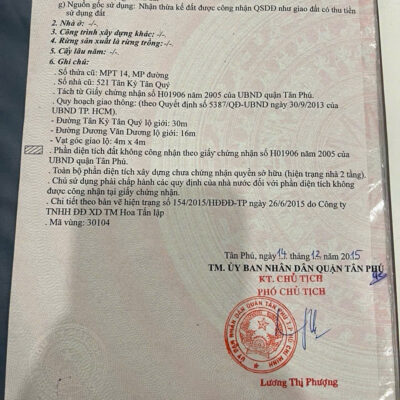 g) Nguồn gốc sử dụng: Nhận thừa kế đất được công nhận QSDĐ như giao đất có thu tiền
sử dụng đất
2. Nhà ở: -/-.
3. Công trình xây dựng khác: -/-.
4. Rừng sản xuất là rừng trồng: -/-.
5. Cây lâu năm: -/-.
6. Ghi chú:
. Số thửa cũ: MPT 14, MP đường
. Số nhà cũ: 521 Tân Kỳ Tân Quý
. Tách từ Giấy chứng nhận số H01906 năm 2005 của UBND quận Tân Phú.
. Quy hoạch giao thông: (theo Quyết định số 5387/QĐ-UBND ngày 30/9/2013 của
UBND TP. HCM).
- Đường Tân Kỳ Tân Quý lộ giới: 30m
- Đường Dương Văn Dương lộ giới: 16m
- Vạt góc giao lộ: 4m x 4m
. Phần diện tích đất không công nhận theo giấy chứng nhận số H01906 năm 2005 của
UBND quận Tân Phú.
. Toàn bộ phần diện tích xây dựng chưa chứng nhận quyền sở hữu (hiện trạng nhà 2 tầng).
. Chủ sử dụng phải chấp hành các quy định của nhà nước đối với phần diện tích không
được công nhận tại giấy chứng nhận.
. Chi tiết theo bản vẽ hiện trạng số 154/2015/HĐĐĐ-TP ngày 26/6/2015 do Công ty
TNHH ĐĐ XD TM Hoa Tấn lập
. Mã vùng: 30104
Tân Phú, ngày 14 tháng 12 năm 2015
TM. ỦY BAN NHÂN DÂN QUẬN TÂN PHÚ
KT. CHỦ TỊCH
PHÓ CHỦ TỊCH
ỦY BAN NHÂN DÂN QUẬN TÂN PHÚ T.P HỒ CHÍ MINH
Lương Thị Phượng